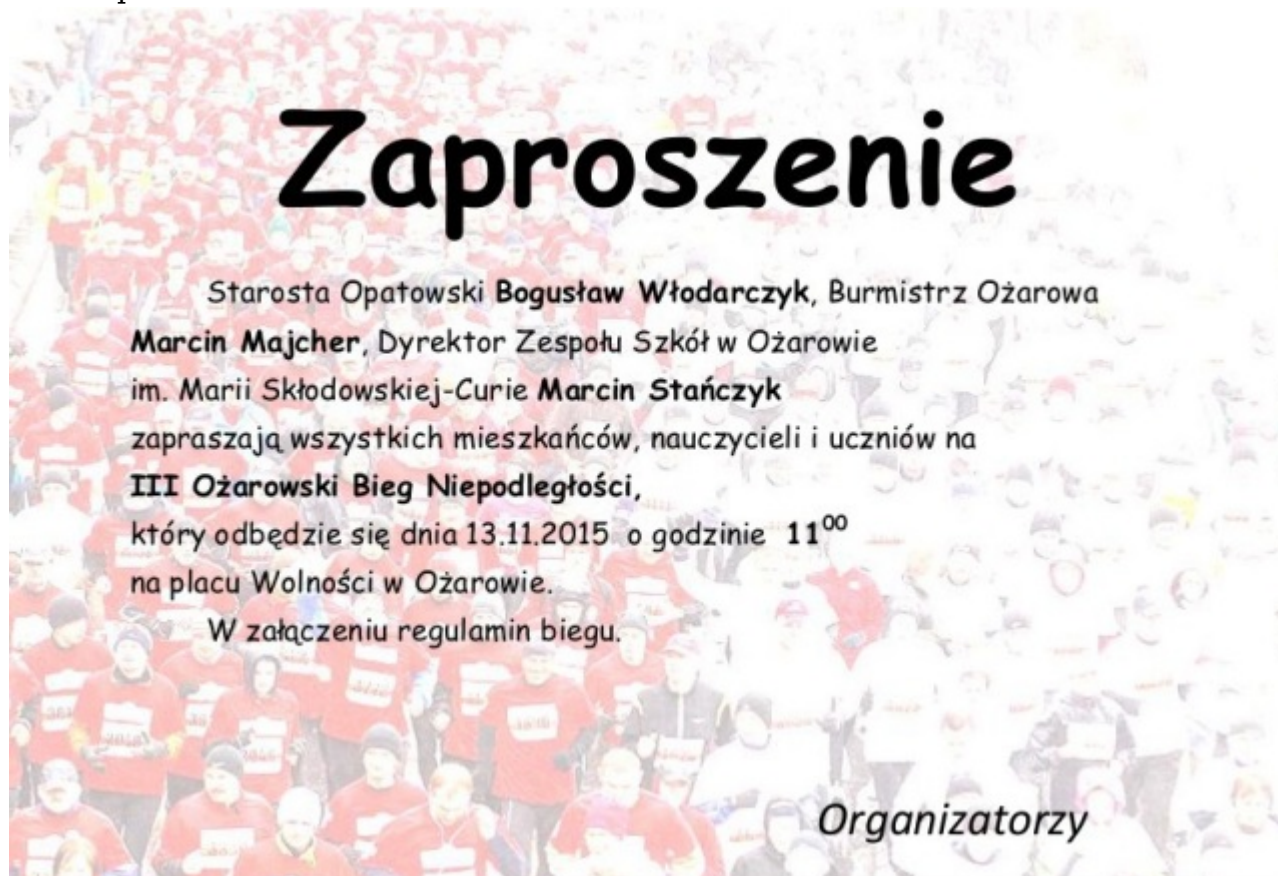 Zaproszenie
Starosta Opatowski Bogusław Włodarczyk, Burmistrz Ożarowa
Marcin Majcher, Dyrektor Zespołu Szkół w Ożarowie
im. Marii Skłodowskiej-Curie Marcin Stańczyk
zapraszają wszystkich mieszkańców, nauczycieli i uczniów na
III Ożarowski Bieg Niepodległości,
który odbędzie się dnia 13.11.2015 o godzinie 11⁰⁰
na placu Wolności w Ożarowie.
W załączeniu regulamin biegu.
Organizatorzy